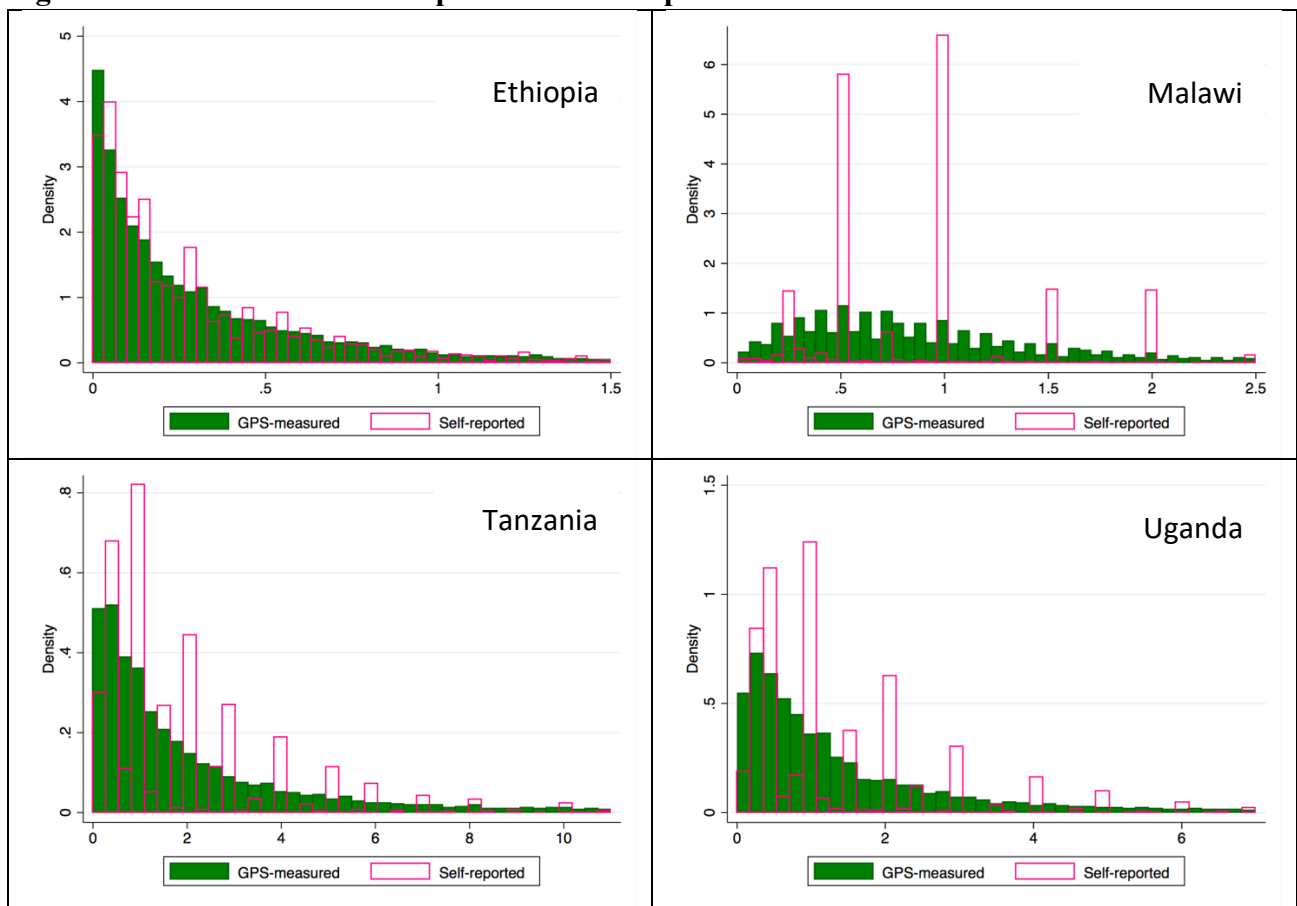 Ethiopia
Density
5
4
3
2
1
0
0 .5 1 1.5
GPS-measured Self-reported
Malawi
Density
6
5
4
3
2
1
0
0 .5 1 1.5 2 2.5
GPS-measured Self-reported
Tanzania
Density
.8
.6
.4
.2
0
0 2 4 6 8 10
GPS-measured Self-reported
Uganda
Density
1.5
1
.5
0
0 2 4 6
GPS-measured Self-reported